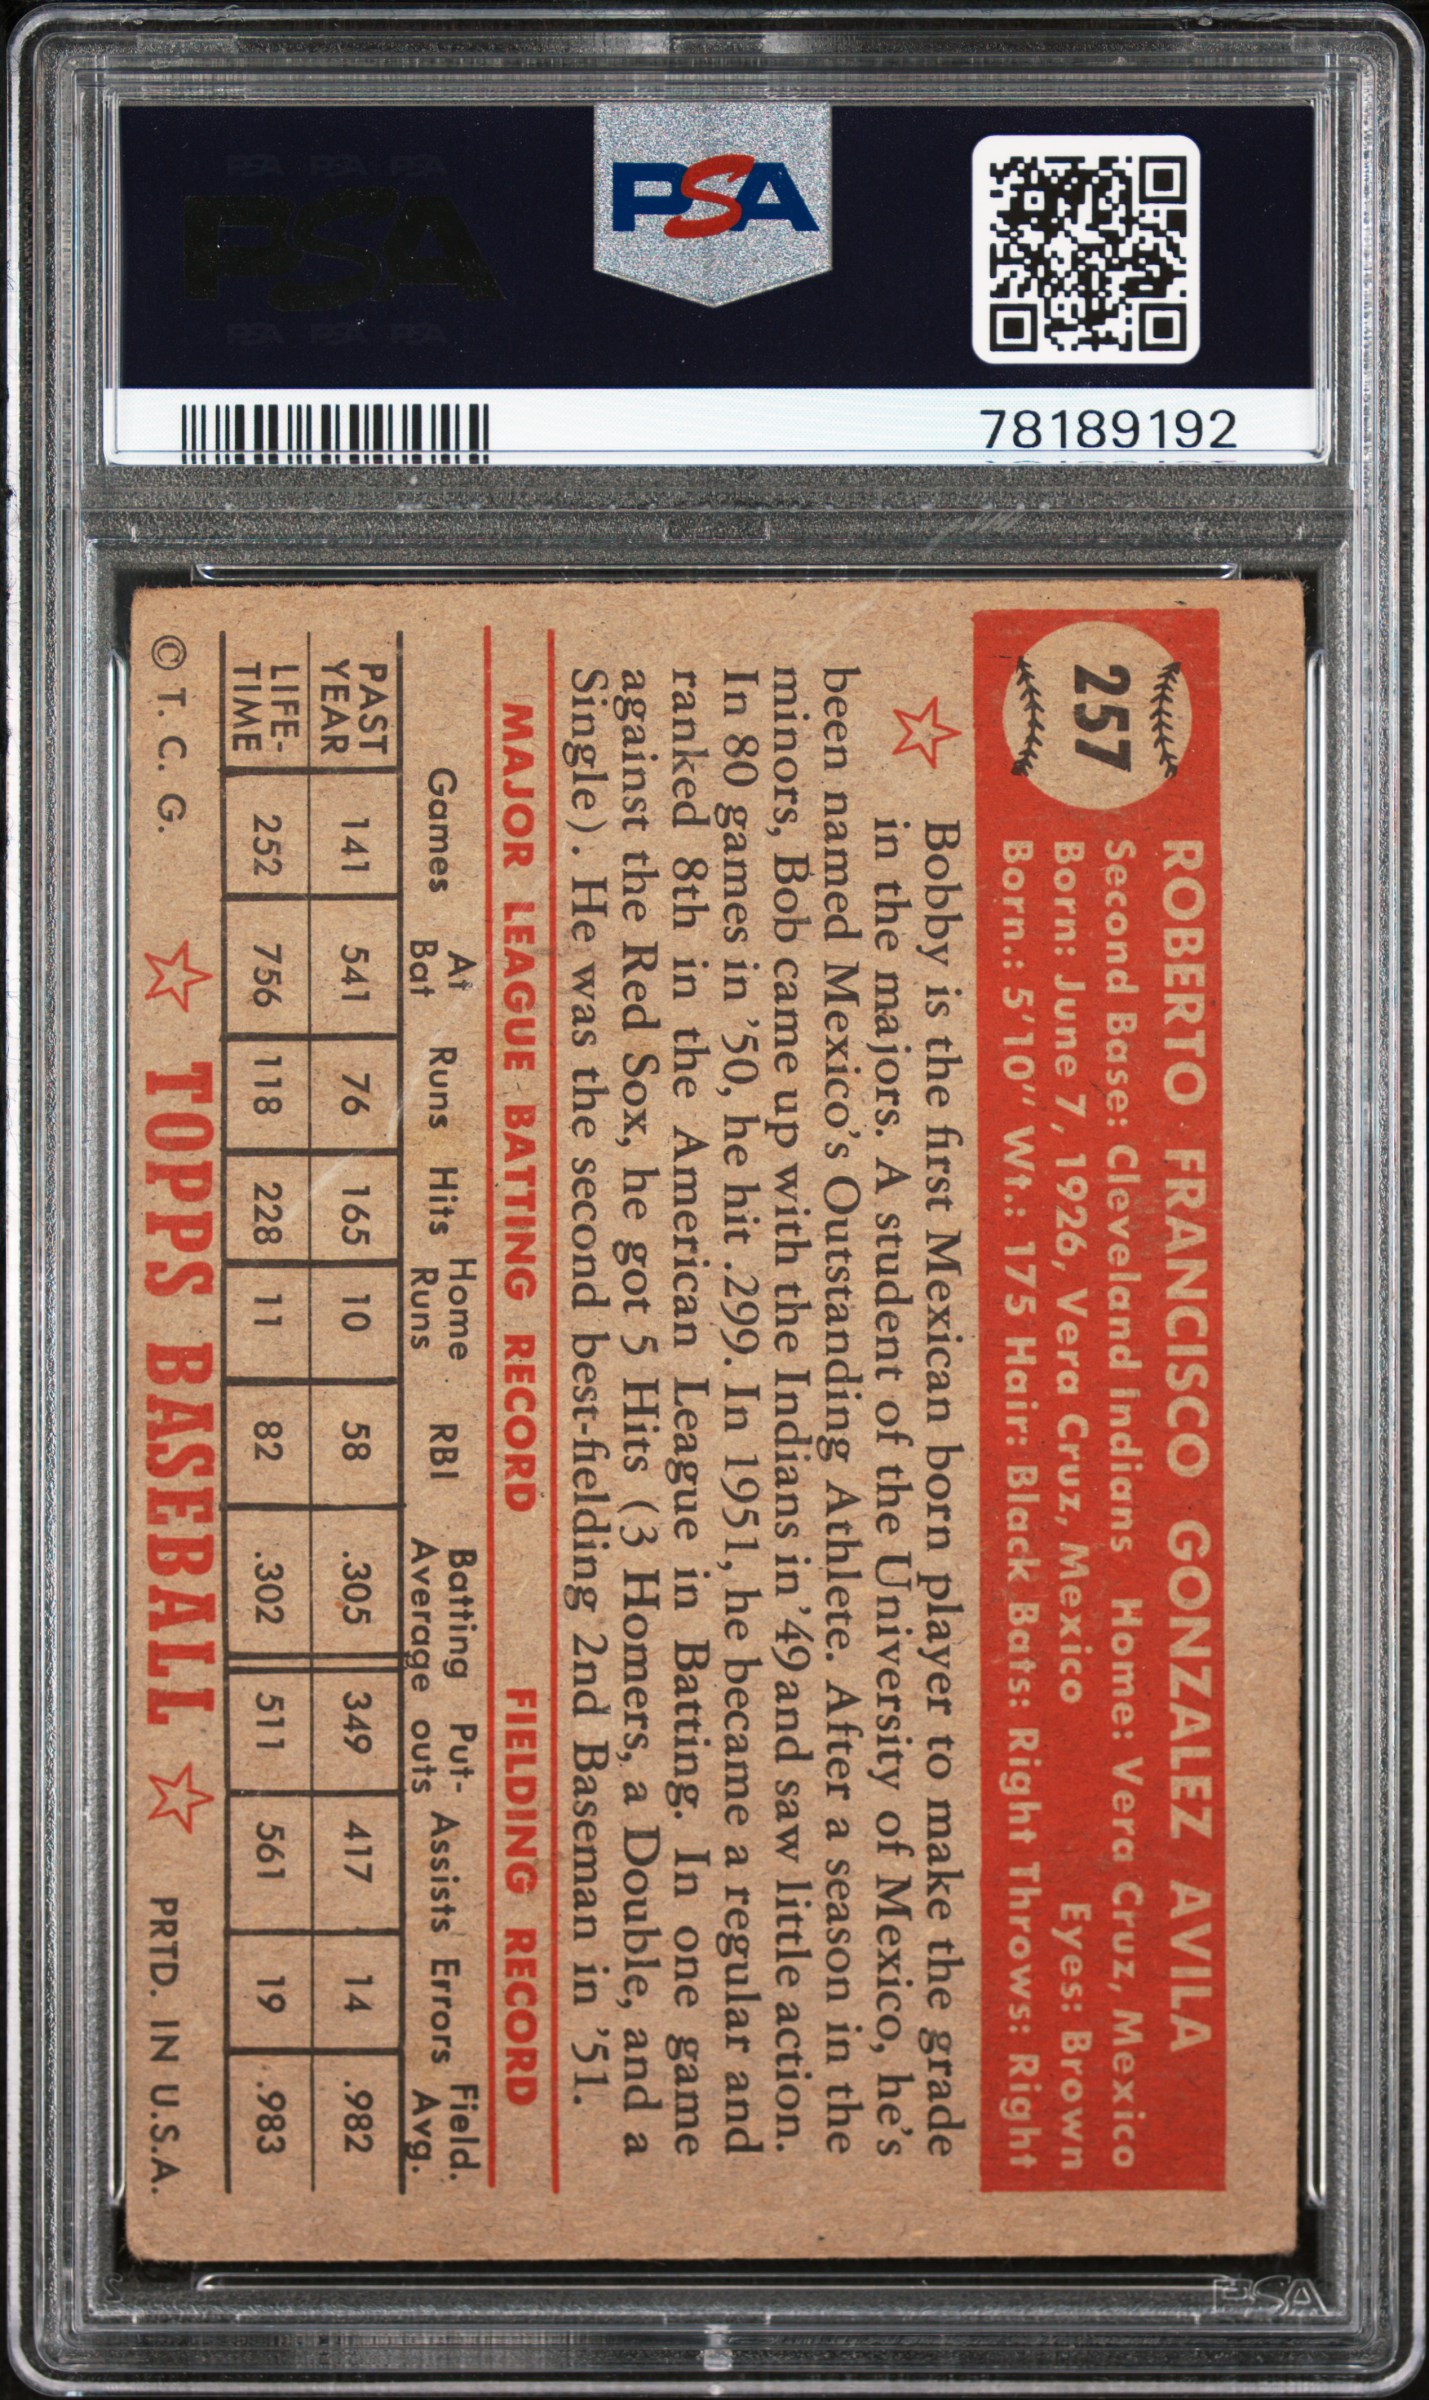 PSA
PSA PSA PSA
PSA
PSA PSA PSA
78189192
257
ROBERTO FRANCISCO GONZALEZ AVILA
Second Base: Cleveland Indians Home: Vera Cruz, Mexico
Born: June 7, 1926, Vera Cruz, Mexico Eyes: Brown
Born.: 5'10" Wt.: 175 Hair: Black Bats: Right Throws: Right
Bobby is the first Mexican born player to make the grade
in the majors. A student of the University of Mexico, he's
been named Mexico's Outstanding Athlete. After a season in the
minors, Bob came up with the Indians in '49 and saw little action.
In 80 games in '50, he hit .299. In 1951, he became a regular and
ranked 8th in the American League in Batting. In one game
against the Red Sox, he got 5 Hits (3 Homers, a Double, and a
Single). He was the second best-fielding 2nd Baseman in '51.
MAJOR LEAGUE BATTING RECORD FIELDING RECORD
Games At Bat Runs Hits Home Runs RBI Batting Average Put-outs Assists Errors Field. Avg.
PAST YEAR 141 541 76 165 10 58 .305 349 417 14 .982
LIFE-TIME 252 756 118 228 11 82 .302 511 561 19 .983
© T. C. G. TOPPS BASEBALL PRTD. IN U.S.A.
PSA